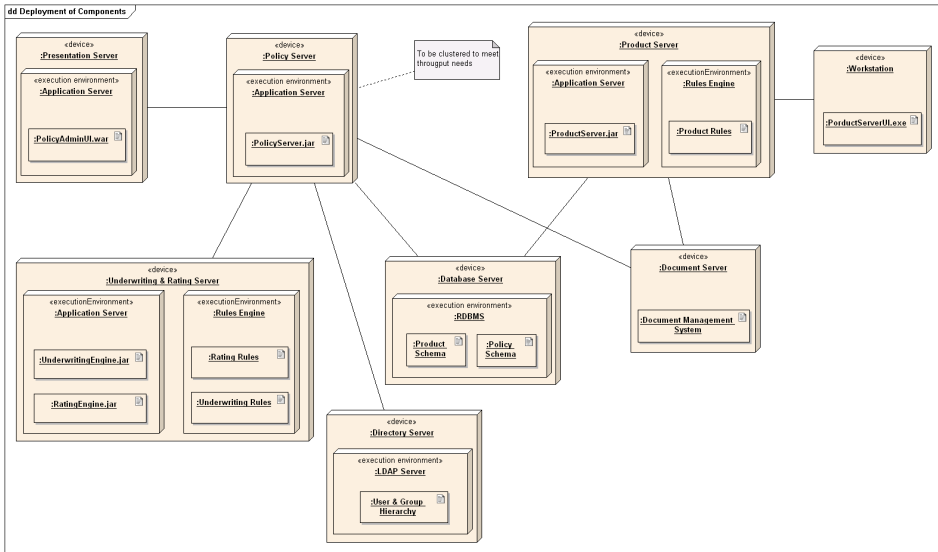 dd Deployment of Components
«device»
:Presentation Server
«execution environment»
:Application Server
:PolicyAdminUI.war
«device»
:Policy Server
«execution environment»
:Application Server
:PolicyServer.jar
To be clustered to meet
througput needs
«device»
:Product Server
«execution environment»
:Application Server
:ProductServer.jar
«executionEnvironment»
:Rules Engine
:Product Rules
«device»
:Workstation
:PorductServerUI.exe
«device»
:Underwriting & Rating Server
«executionEnvironment»
:Application Server
:UnderwritingEngine.jar
:RatingEngine.jar
«executionEnvironment»
:Rules Engine
:Rating Rules
:Underwriting Rules
«device»
:Database Server
«execution environment»
:RDBMS
:Product
Schema
:Policy
Schema
«device»
:Document Server
:Document Management
System
«device»
:Directory Server
«execution environment»
:LDAP Server
:User & Group
Hierarchy